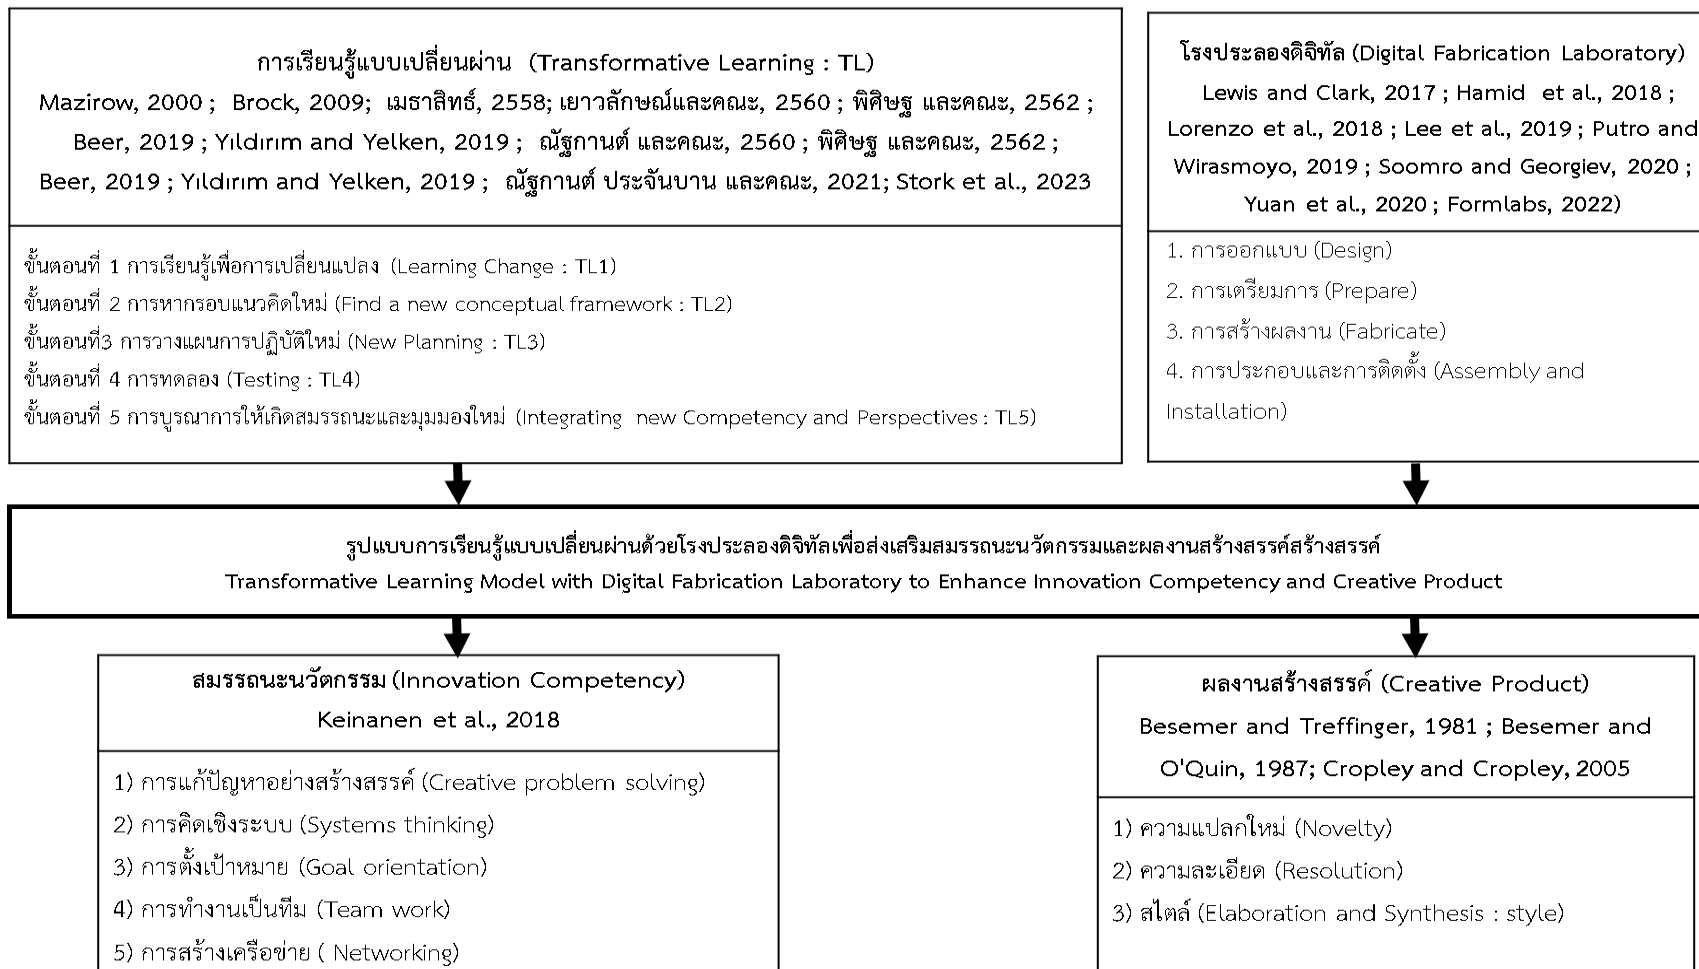 การเรียนรู้แบบเปลี่ยนผ่าน (Transformative Learning : TL)
Mazirow, 2000 ; Brock, 2009; เมธาสิทธ์, 2558; เยาวลักษณ์และคณะ, 2560 ; พิศิษฐ และคณะ, 2562 ;
Beer, 2019 ; Yıldırım and Yelken, 2019 ; ณัฐกานต์ และคณะ, 2560 ; พิศิษฐ และคณะ, 2562 ;
Beer, 2019 ; Yıldırım and Yelken, 2019 ; ณัฐกานต์ ประจันบาน และคณะ, 2021; Stork et al., 2023
ขั้นตอนที่ 1 การเรียนรู้เพื่อการเปลี่ยนแปลง (Learning Change : TL1)
ขั้นตอนที่ 2 การหากรอบแนวคิดใหม่ (Find a new conceptual framework : TL2)
ขั้นตอนที่3 การวางแผนการปฏิบัติใหม่ (New Planning : TL3)
ขั้นตอนที่ 4 การทดลอง (Testing : TL4)
ขั้นตอนที่ 5 การบูรณาการให้เกิดสมรรถนะและมุมมองใหม่ (Integrating new Competency and Perspectives : TL5)
โรงประลองดิจิทัล (Digital Fabrication Laboratory)
Lewis and Clark, 2017 ; Hamid et al., 2018 ;
Lorenzo et al., 2018 ; Lee et al., 2019 ; Putro and
Wirasmoyo, 2019 ; Soomro and Georgiev, 2020 ;
Yuan et al., 2020 ; Formlabs, 2022)
1. การออกแบบ (Design)
2. การเตรียมการ (Prepare)
3. การสร้างผลงาน (Fabricate)
4. การประกอบและการติดตั้ง (Assembly and
Installation)
รูปแบบการเรียนรู้แบบเปลี่ยนผ่านด้วยโรงประลองดิจิทัลเพื่อส่งเสริมสมรรถนะนวัตกรรมและผลงานสร้างสรรค์สร้างสรรค์
Transformative Learning Model with Digital Fabrication Laboratory to Enhance Innovation Competency and Creative Product
สมรรถนะนวัตกรรม (Innovation Competency)
Keinanen et al., 2018
1) การแก้ปัญหาอย่างสร้างสรรค์ (Creative problem solving)
2) การคิดเชิงระบบ (Systems thinking)
3) การตั้งเป้าหมาย (Goal orientation)
4) การทำงานเป็นทีม (Team work)
5) การสร้างเครือข่าย ( Networking)
ผลงานสร้างสรรค์ (Creative Product)
Besemer and Treffinger, 1981 ; Besemer and
O'Quin, 1987; Cropley and Cropley, 2005
1) ความแปลกใหม่ (Novelty)
2) ความละเอียด (Resolution)
3) สไตล์ (Elaboration and Synthesis : style)